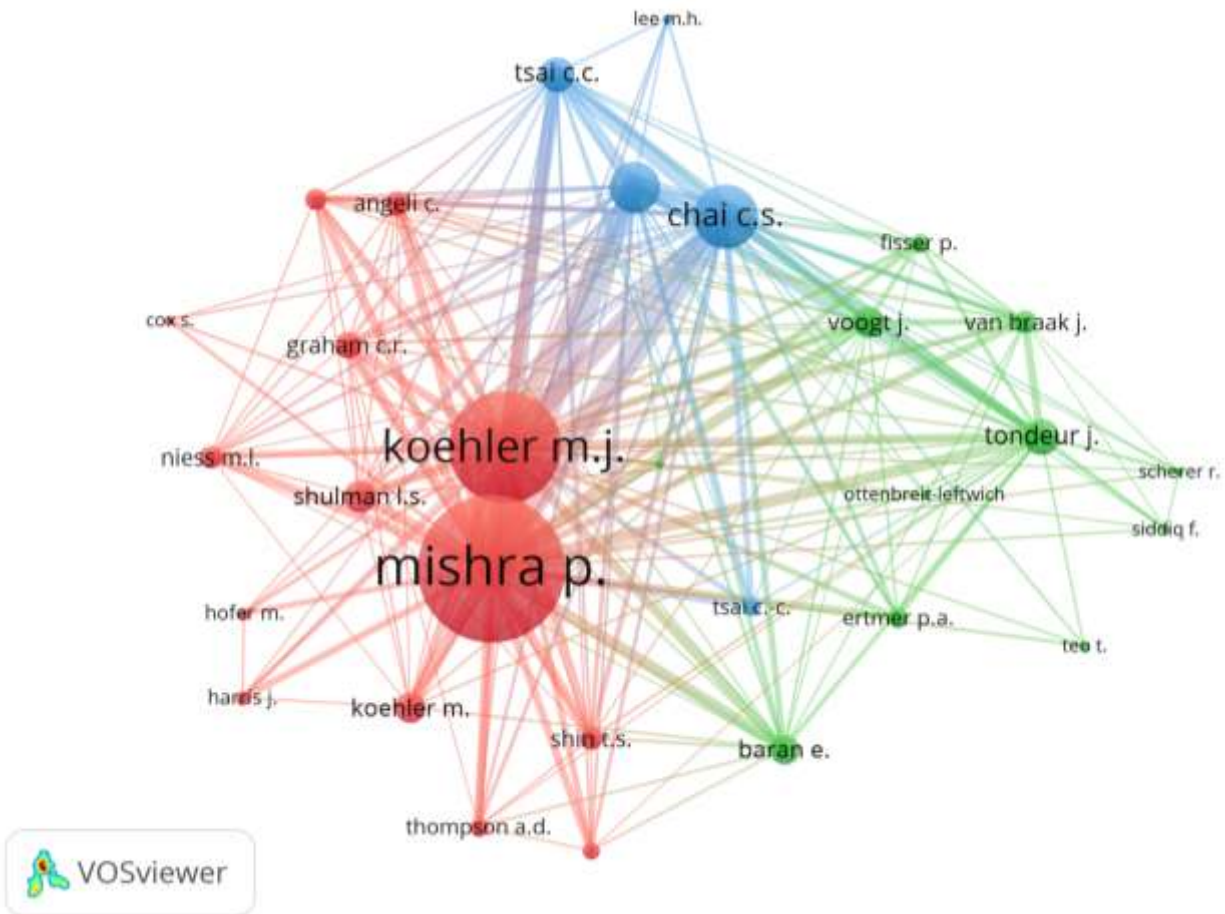 lee m.h.
tsai c.c.
angeli c.
chai c.s.
fisser p.
cox s.
graham c.r.
voogt j.
van braak j.
koehler m.j.
tondeur j.
niess m.l.
scherer r.
shulman l.s.
ottenbreit-leftwich
siddiq f.
mishra p.
hofer m.
tsai c.-c.
ertmer p.a.
teo t.
harris j.
koehler m.
shin t.s.
baran e.
thompson a.d.
VOSviewer